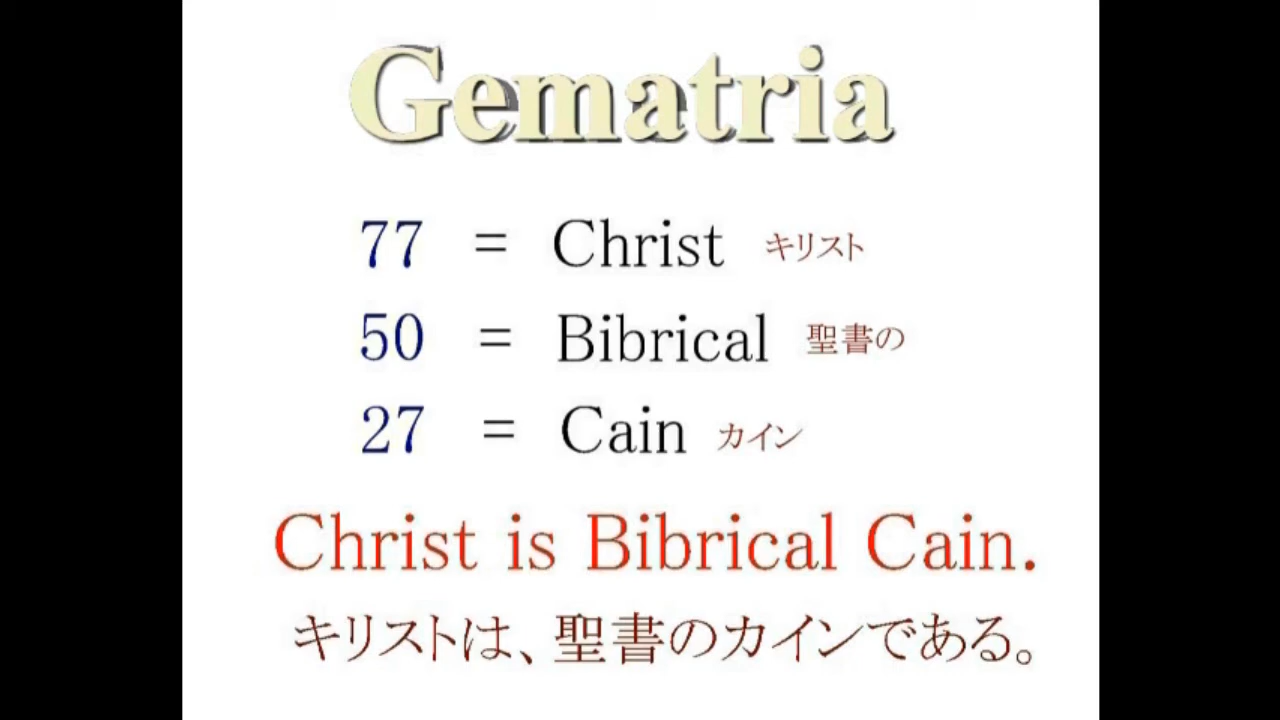 Gematria
77 = Christ キリスト
50 = Bibrical 聖書の
27 = Cain カイン
Christ is Bibrical Cain.
キリストは、聖書のカインである。